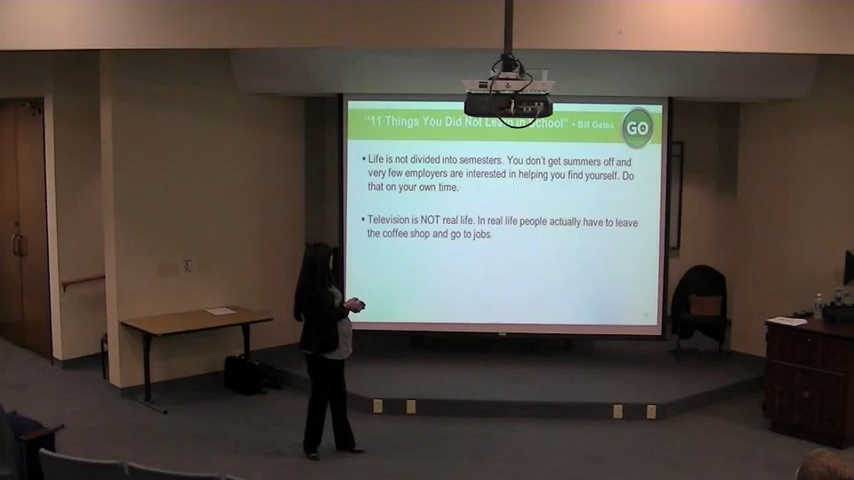 "11 Things You Did Not Learn in School" - Bill Gates
GO
▪ Life is not divided into semesters. You don't get summers off and
very few employers are interested in helping you find yourself. Do
that on your own time.
▪ Television is NOT real life. In real life people actually have to leave
the coffee shop and go to jobs.